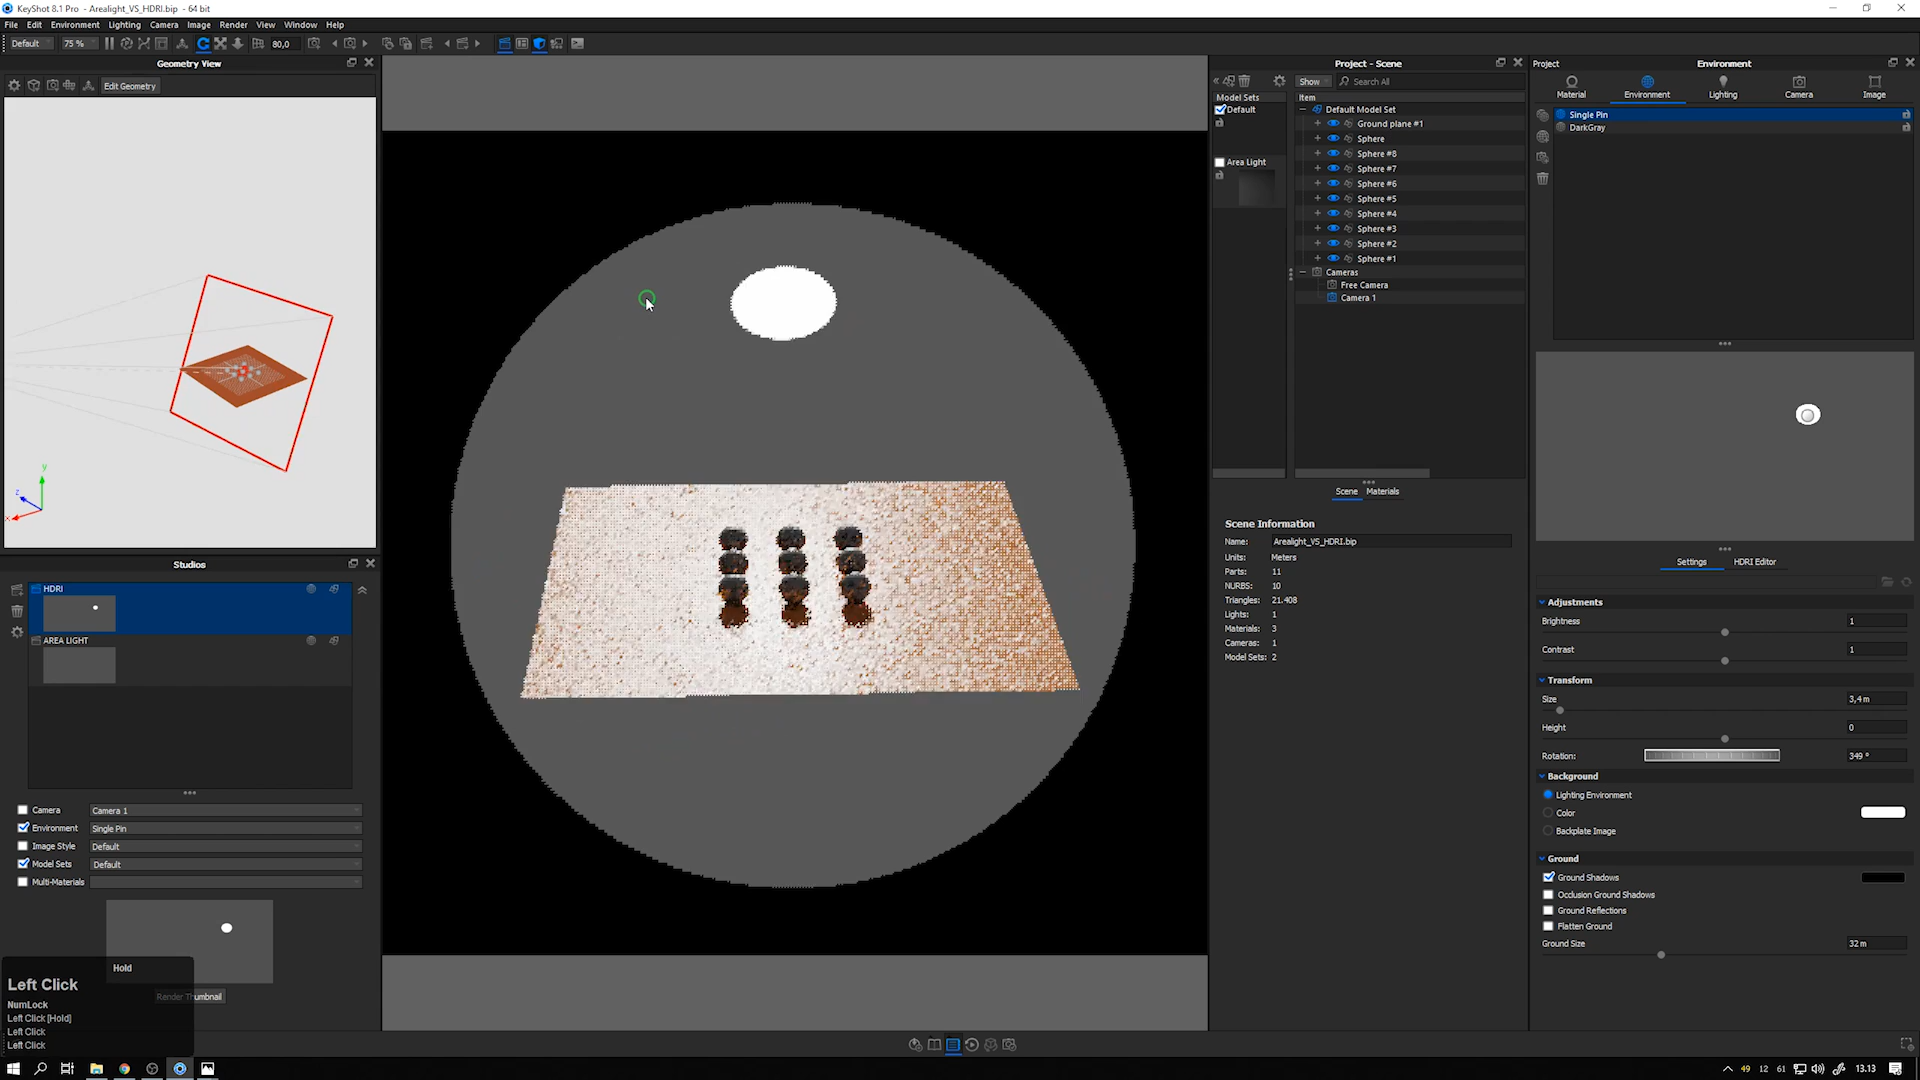 KeyShot 8.1 Pro - Arealight_VS_HDRI.bip - 64 bit
File Edit Environment Lighting Camera Image Render View Window Help
Default 75 % 80,0
Geometry View
Edit Geometry
y
z
x
Studios
HDRI
AREA LIGHT
Camera Camera 1
Environment Single Pin
Image Style Default
Model Sets Default
Multi-Materials
Hold
Left Click
Render Thumbnail
NumLock
Left Click [Hold]
Left Click
Left Click
Project - Scene
Show Search All
Model Sets
Default
Area Light
Item
Default Model Set
Ground plane #1
Sphere
Sphere #8
Sphere #7
Sphere #6
Sphere #5
Sphere #4
Sphere #3
Sphere #2
Sphere #1
Cameras
Free Camera
Camera 1
Scene Materials
Scene Information
Name: Arealight_VS_HDRI.bip
Units: Meters
Parts: 11
NURBS: 10
Triangles: 21.408
Lights: 1
Materials: 3
Cameras: 1
Model Sets: 2
Project Environment
Material Environment Lighting Camera Image
Single Pin
DarkGray
Settings HDRI Editor
Adjustments
Brightness 1
Contrast 1
Transform
Size 3,4 m
Height 0
Rotation: 349 °
Background
Lighting Environment
Color
Backplate Image
Ground
Ground Shadows
Occlusion Ground Shadows
Ground Reflections
Flatten Ground
Ground Size 32 m
49 12 61 13.13